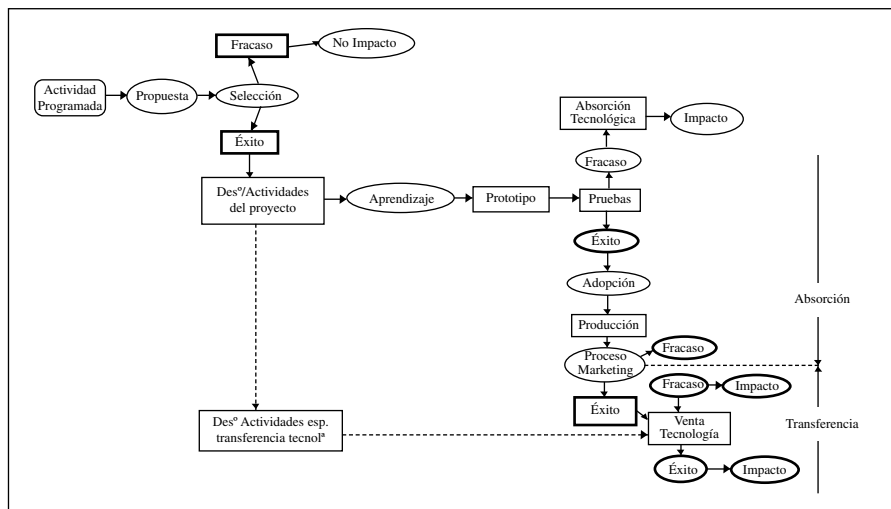 Fracaso
No Impacto
Actividad
Programada
Propuesta
Selección
Éxito
Absorción
Tecnológica
Impacto
Fracaso
Desº/Actividades
del proyecto
Aprendizaje
Prototipo
Pruebas
Éxito
Adopción
Absorción
Producción
Proceso
Marketing
Fracaso
Fracaso
Impacto
Éxito
Desº Actividades esp.
transferencia tecnolª
Venta
Tecnología
Transferencia
Éxito
Impacto